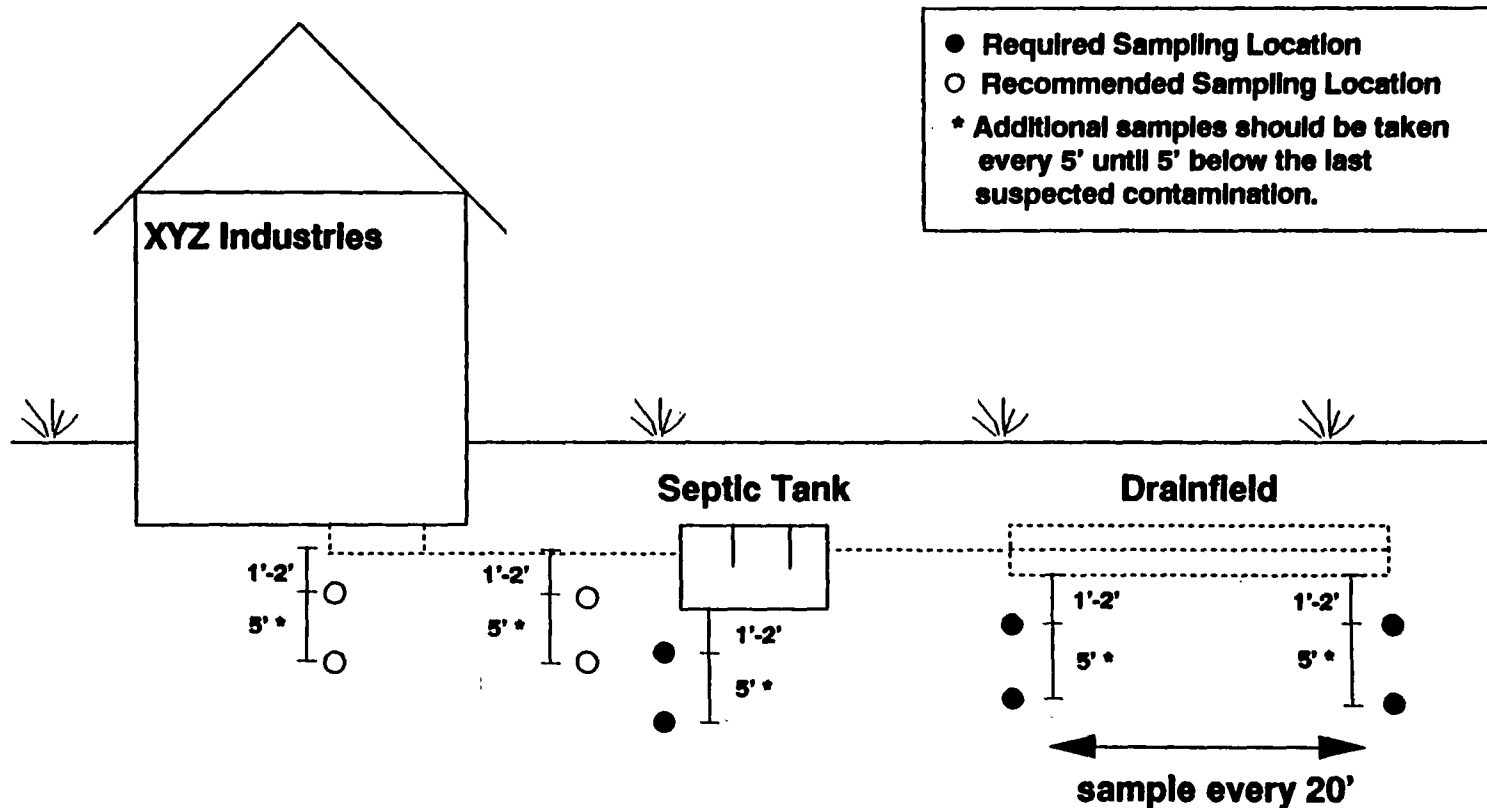 ● Required Sampling Location
○ Recommended Sampling Location
* Additional samples should be taken
every 5' until 5' below the last
suspected contamination.
XYZ Industries
Septic Tank
Drainfield
1'-2'
5' *
1'-2'
5' *
1'-2'
5' *
1'-2'
5' *
1'-2'
5' *
sample every 20'